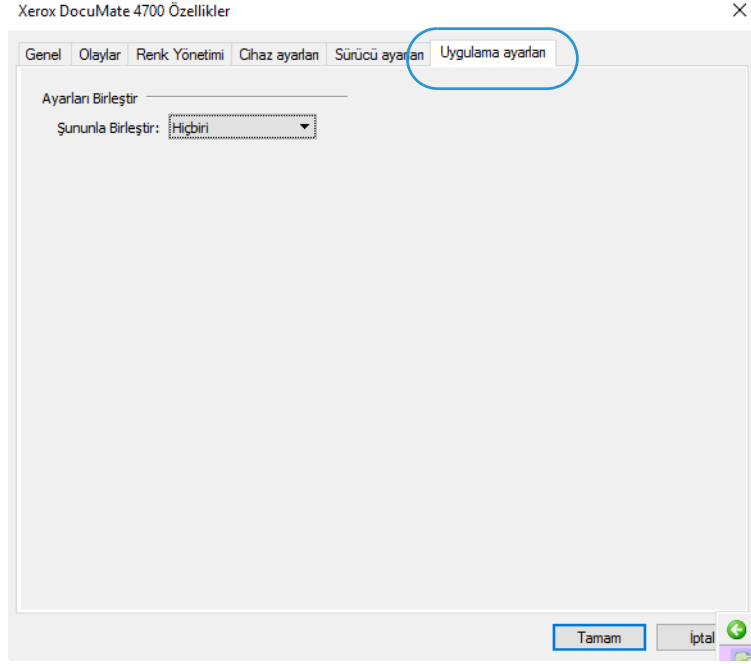 Xerox DocuMate 4700 Özellikler
Genel Olaylar Renk Yönetimi Cihaz ayarları Sürücü ayarları Uygulama ayarları
Ayarları Birleştir
Şununla Birleştir: Hiçbiri
Tamam İptal